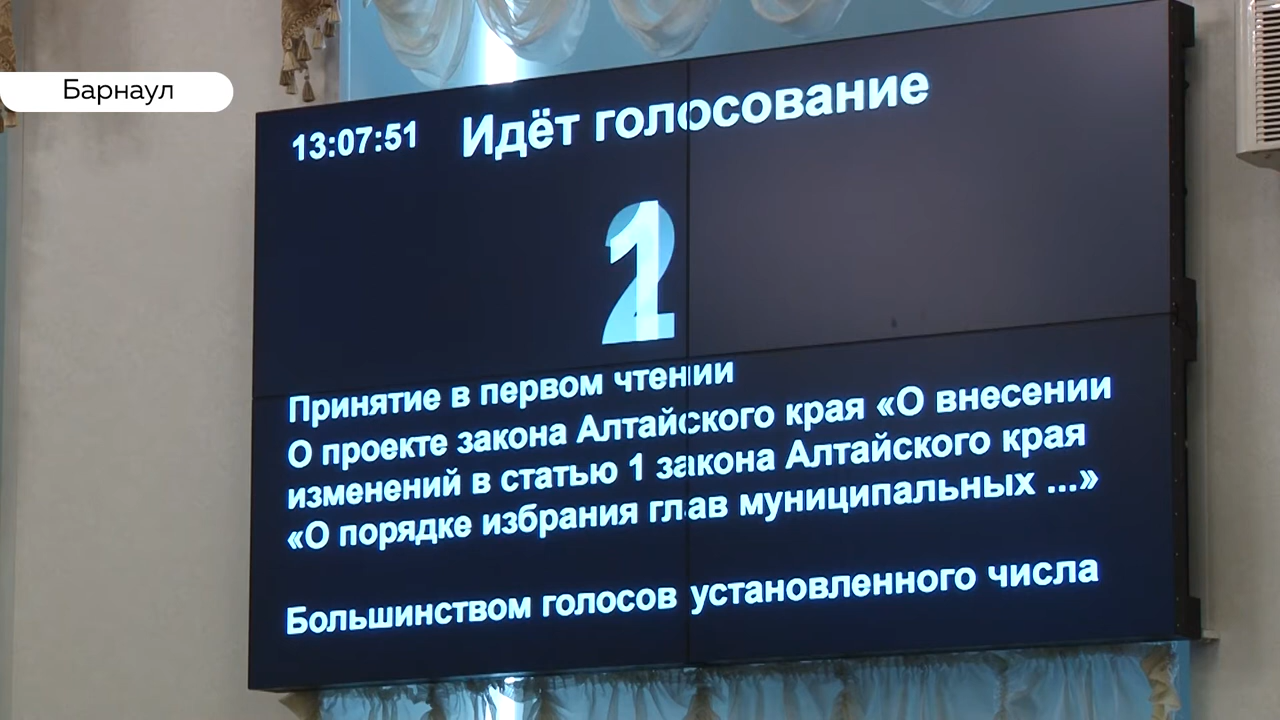 Барнаул
13:07:51 Идёт голосование
1
Принятие в первом чтении
О проекте закона Алтайского края «О внесении
изменений в статью 1 закона Алтайского края
«О порядке избрания глав муниципальных ...»
Большинством голосов установленного числа